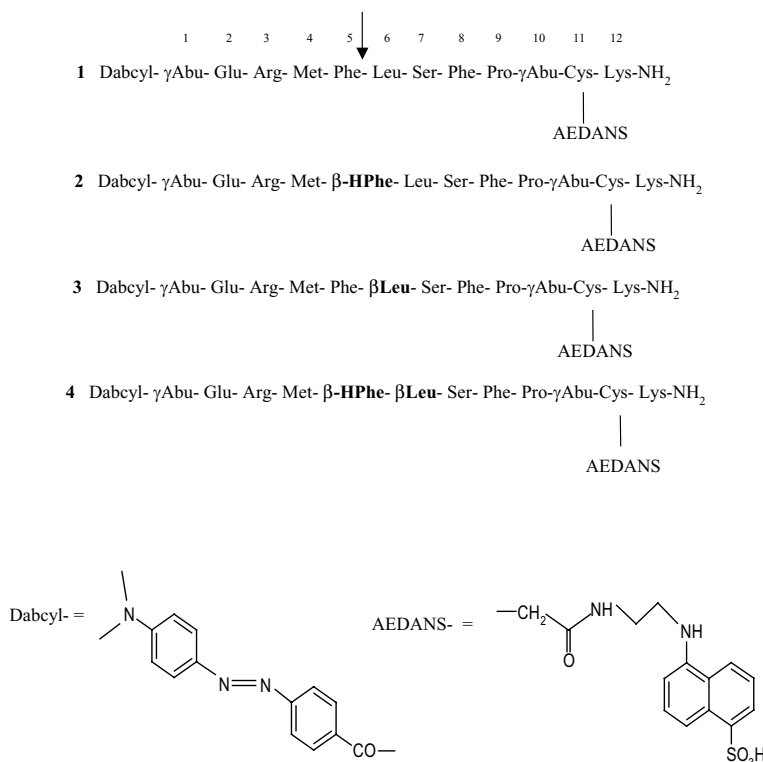 1 2 3 4 5 6 7 8 9 10 11 12
1 Dabcyl- γAbu- Glu- Arg- Met- Phe- Leu- Ser- Phe- Pro-γAbu-Cys- Lys-NH2
AEDANS
2 Dabcyl- γAbu- Glu- Arg- Met- β-HPhe- Leu- Ser- Phe- Pro-γAbu-Cys- Lys-NH2
AEDANS
3 Dabcyl- γAbu- Glu- Arg- Met- Phe- βLeu- Ser- Phe- Pro-γAbu-Cys- Lys-NH2
AEDANS
4 Dabcyl- γAbu- Glu- Arg- Met- β-HPhe- βLeu- Ser- Phe- Pro-γAbu-Cys- Lys-NH2
AEDANS
Dabcyl- =
N
N=N
CO
AEDANS- =
CH2
NH
O
NH
SO3H